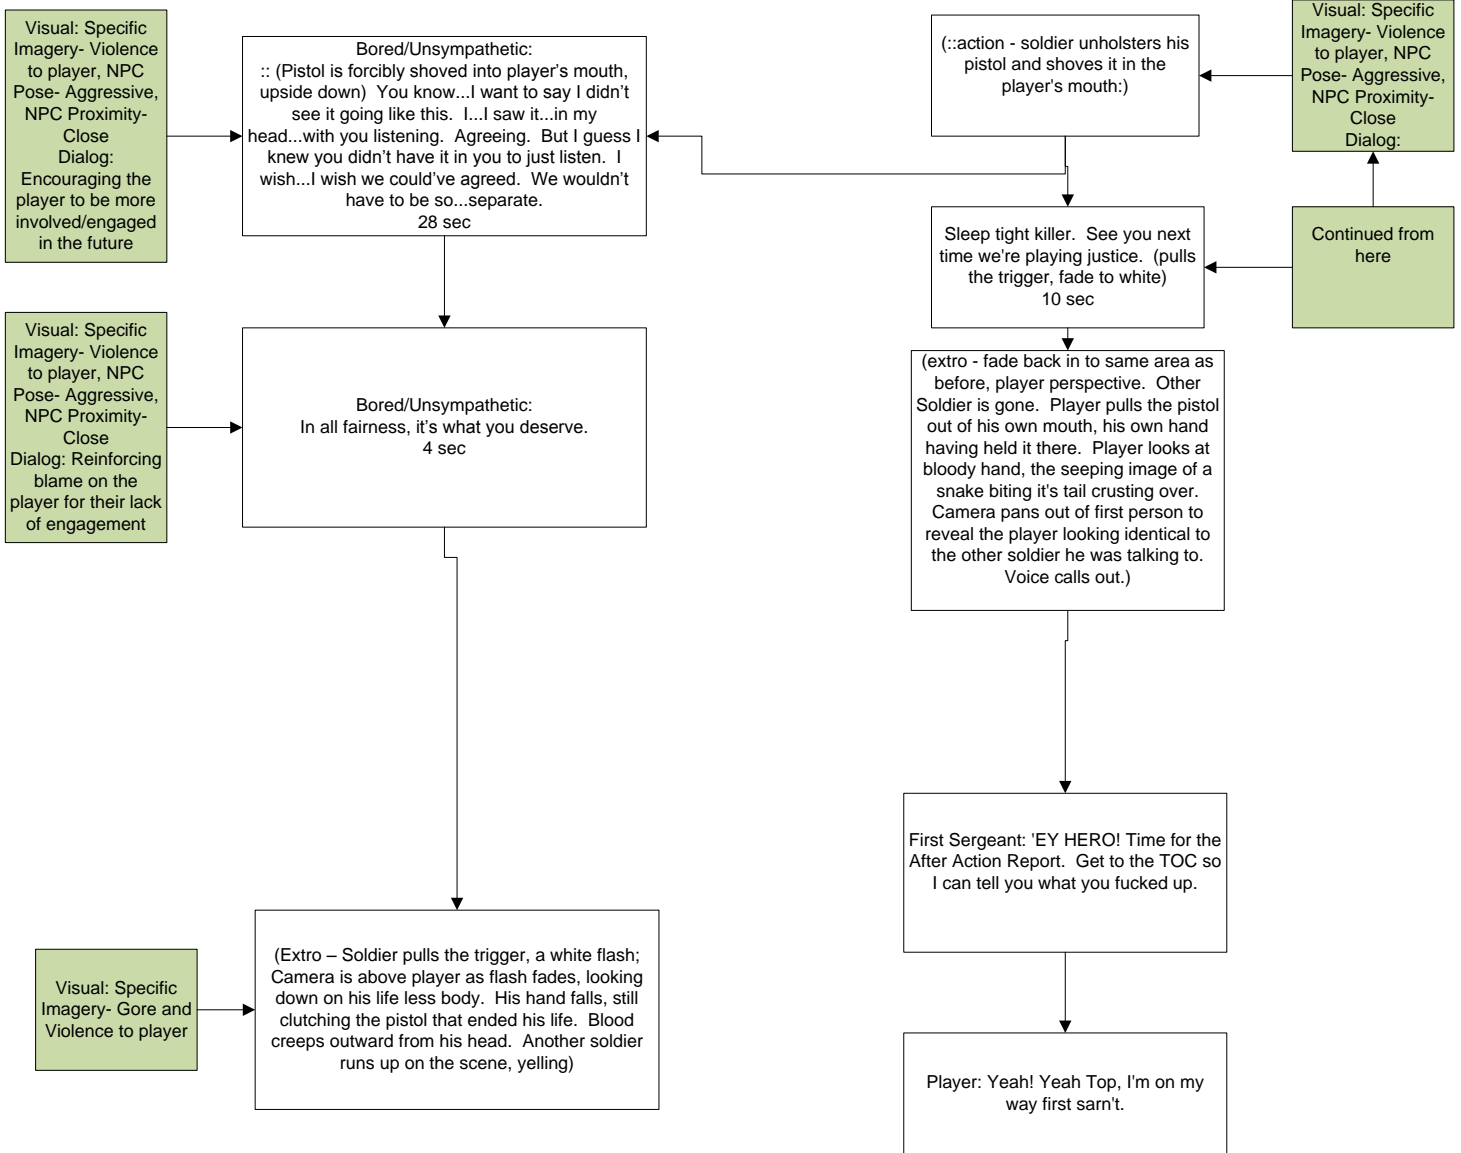 Visual: Specific
Imagery- Violence
to player, NPC
Pose- Aggressive,
NPC Proximity-
Close
Dialog:
Encouraging the
player to be more
involved/engaged
in the future
Bored/Unsympathetic:
:: (Pistol is forcibly shoved into player's mouth,
upside down)  You know...I want to say I didn't
see it going like this.  I...I saw it...in my
head...with you listening.  Agreeing.  But I guess I
knew you didn't have it in you to just listen.  I
wish...I wish we could've agreed.  We wouldn't
have to be so...separate.
28 sec
(::action - soldier unholsters his
pistol and shoves it in the
player's mouth:)
Visual: Specific
Imagery- Violence
to player, NPC
Pose- Aggressive,
NPC Proximity-
Close
Dialog:
Sleep tight killer.  See you next
time we're playing justice.  (pulls
the trigger, fade to white)
10 sec
Continued from
here
Visual: Specific
Imagery- Violence
to player, NPC
Pose- Aggressive,
NPC Proximity-
Close
Dialog: Reinforcing
blame on the
player for their lack
of engagement
Bored/Unsympathetic:
In all fairness, it's what you deserve.
4 sec
(extro - fade back in to same area as
before, player perspective.  Other
Soldier is gone.  Player pulls the pistol
out of his own mouth, his own hand
having held it there.  Player looks at
bloody hand, the seeping image of a
snake biting it's tail crusting over.
Camera pans out of first person to
reveal the player looking identical to
the other soldier he was talking to.
Voice calls out.)
First Sergeant: 'EY HERO! Time for the
After Action Report.  Get to the TOC so
I can tell you what you fucked up.
Visual: Specific
Imagery- Gore and
Violence to player
(Extro – Soldier pulls the trigger, a white flash;
Camera is above player as flash fades, looking
down on his life less body.  His hand falls, still
clutching the pistol that ended his life.  Blood
creeps outward from his head.  Another soldier
runs up on the scene, yelling)
Player: Yeah! Yeah Top, I'm on my
way first sarn't.